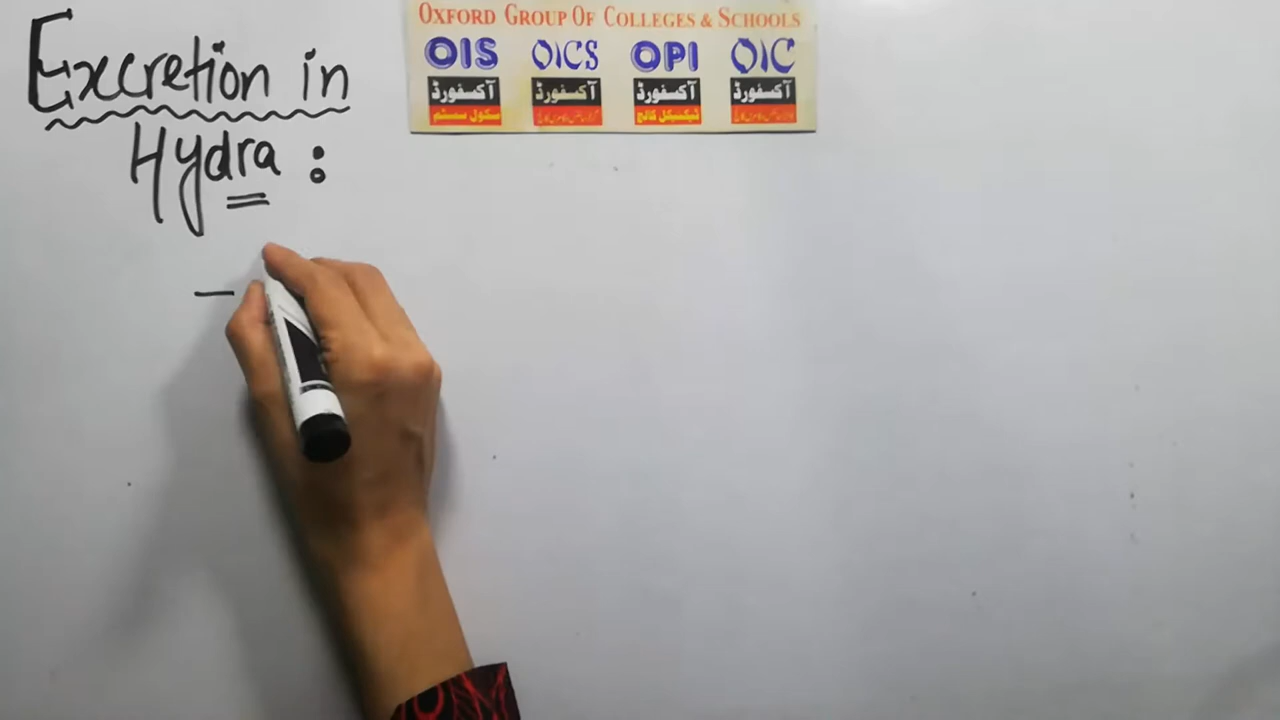 Excretion in
Hydra :
–
OXFORD GROUP OF COLLEGES & SCHOOLS
OIS OICS OPI OIC
آکسفورڈ آکسفورڈ آکسفورڈ آکسفورڈ
سکول سسٹم ٹیکنیکل کالج